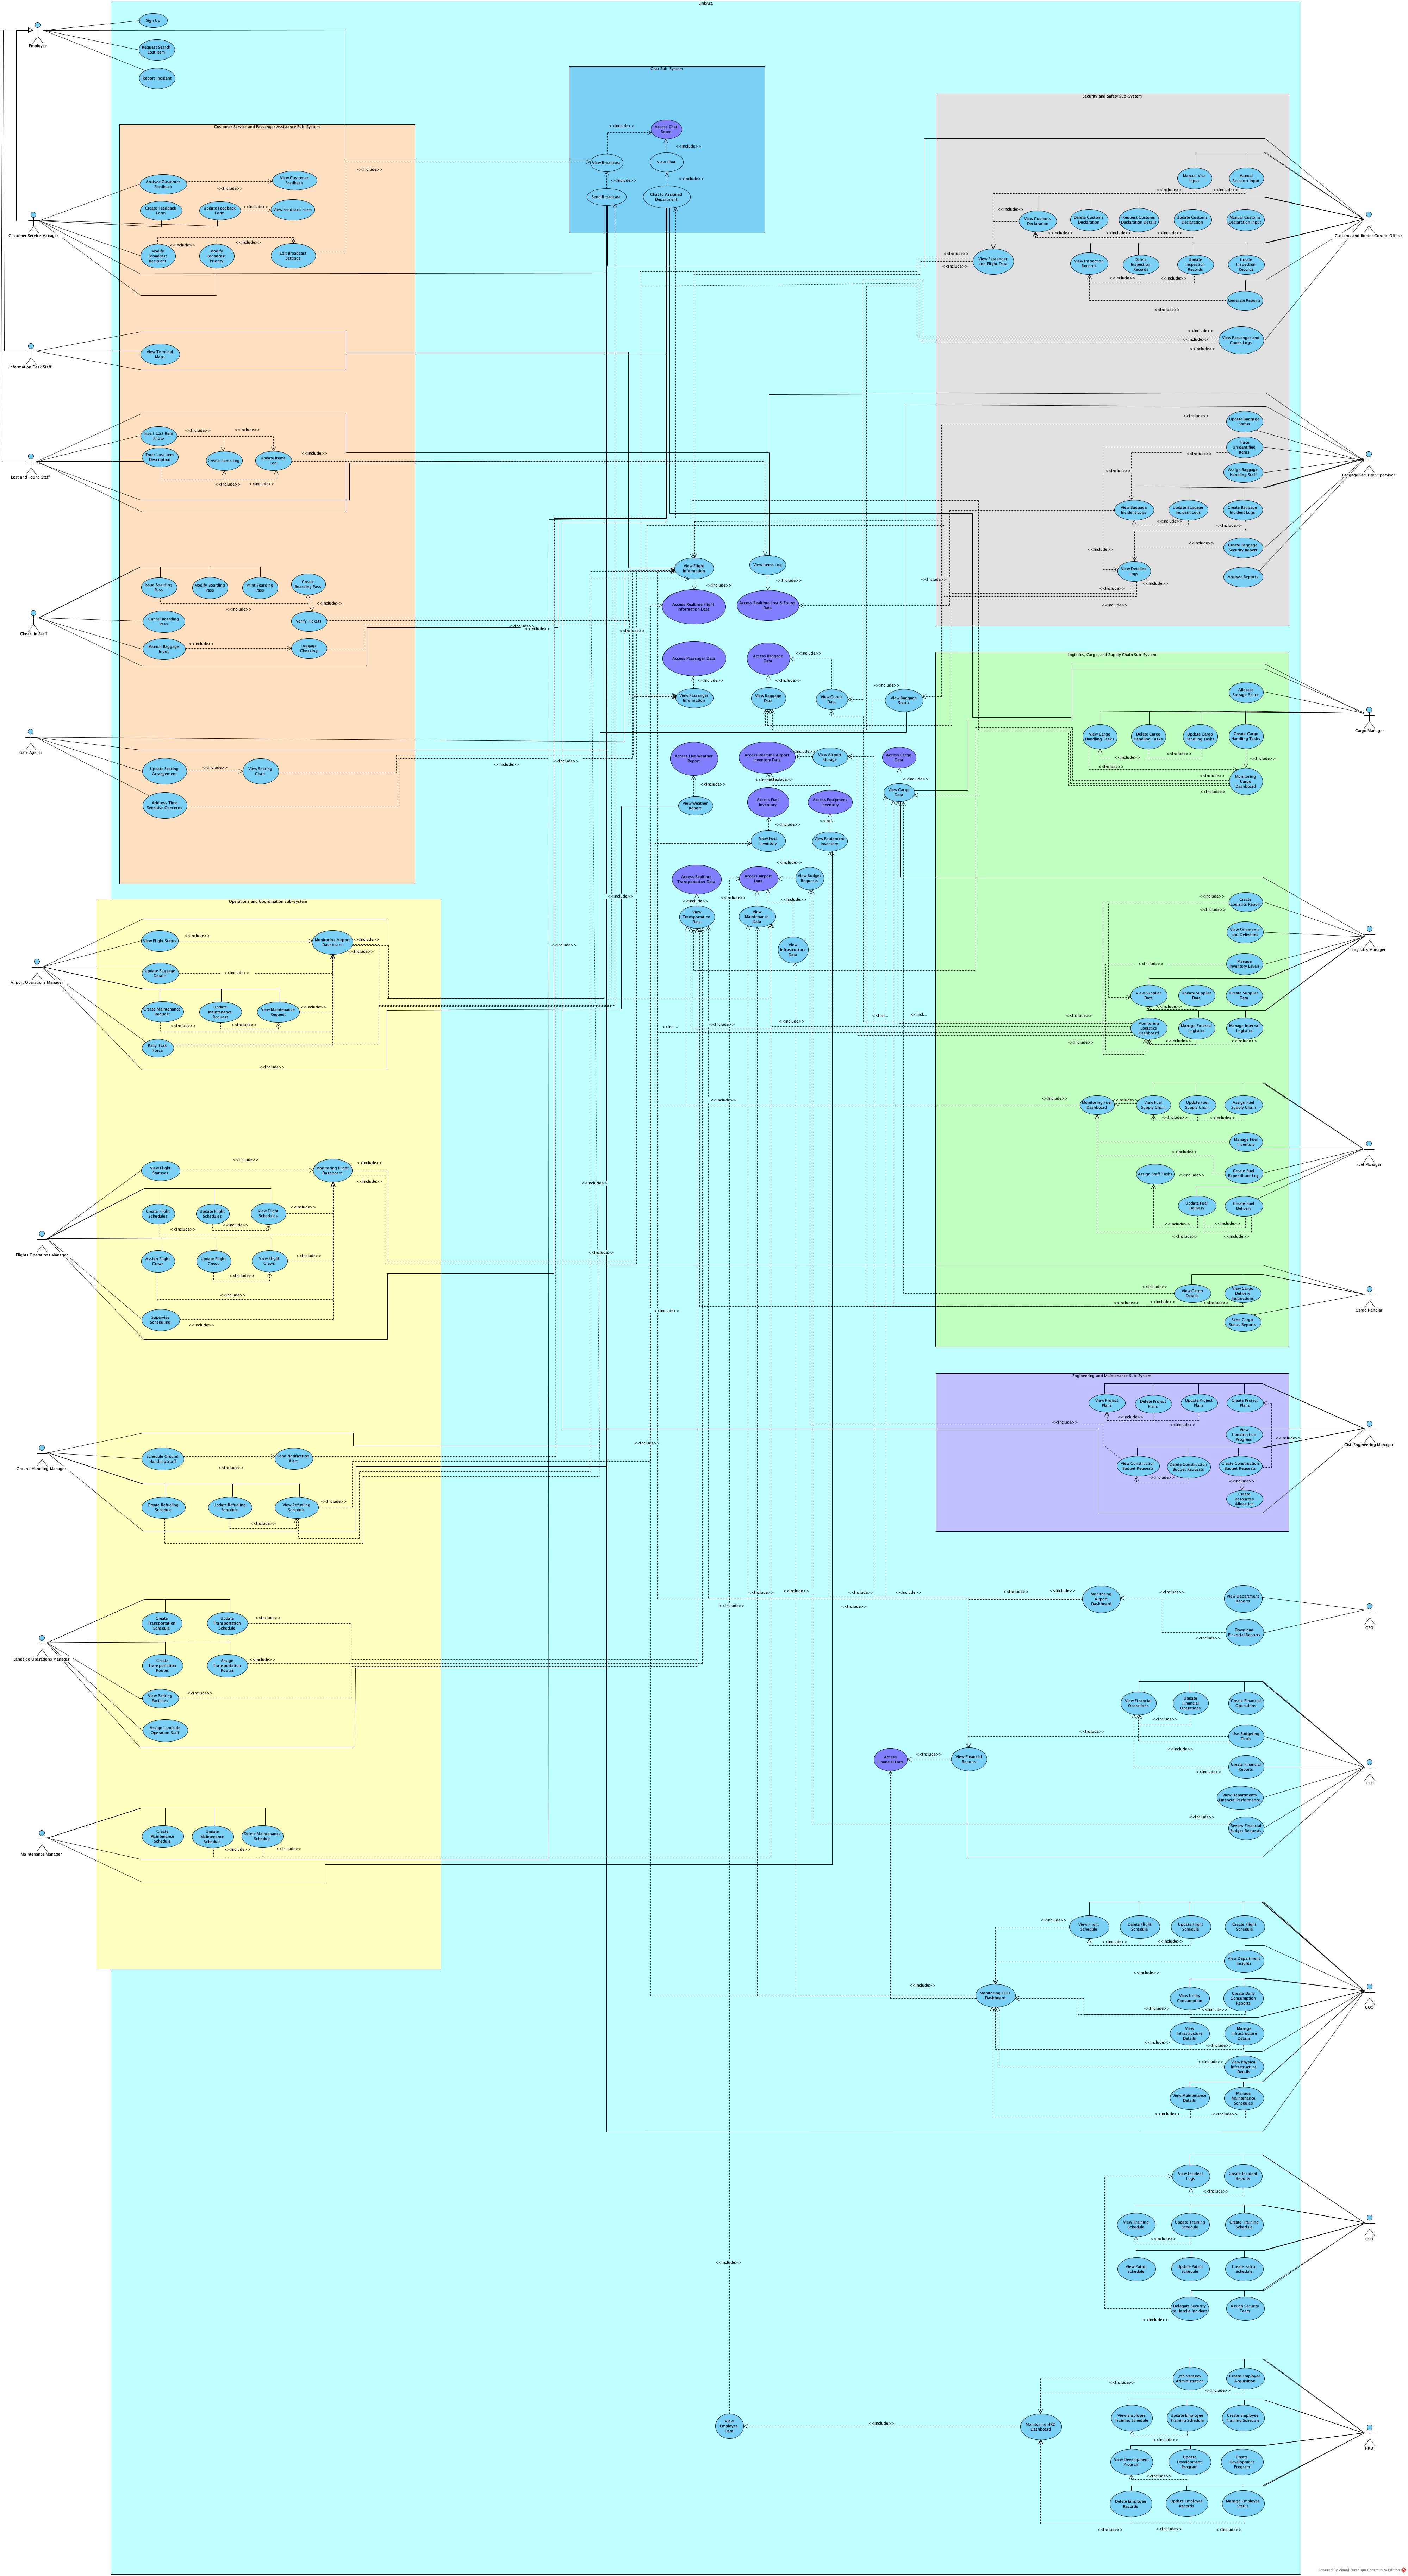 LinkAsa
Employee
Sign Up
Request Search
Lost Item
Report Incident
Chat Sub-System
Access Chat
Room
View Broadcast
View Chat
Send Broadcast
Chat to Assigned
Department
<<Include>>
Customer Service and Passenger Assistance Sub-System
Customer Service Manager
Analyze Customer
Feedback
View Customer
Feedback
Create Feedback
Form
Update Feedback
Form
View Feedback Form
Modify
Broadcast
Recipient
Modify
Broadcast
Priority
Edit Broadcast
Settings
Information Desk Staff
View Terminal
Maps
Lost and Found Staff
Insert Lost Item
Photo
Enter Lost Item
Description
Create Items Log
Update Items
Log
Check-In Staff
Issue Boarding
Pass
Modify Boarding
Pass
Print Boarding
Pass
Create
Boarding Pass
Cancel Boarding
Pass
Verify Tickets
Manual Baggage
Input
Luggage
Checking
Gate Agents
Update Seating
Arrangement
View Seating
Chart
Address Time
Sensitive Concerns
Operations and Coordination Sub-System
Airport Operations Manager
View Flight Status
Monitoring Airport
Dashboard
Update Baggage
Details
Create Maintenance
Request
Update
Maintenance
Request
View Maintenance
Request
Rally Task
Force
Flights Operations Manager
View Flight
Statuses
Monitoring Flight
Dashboard
Create Flight
Schedules
Update Flight
Schedules
View Flight
Schedules
Assign Flight
Crews
Update Flight
Crews
View Flight
Crews
Supervise
Scheduling
Ground Handling Manager
Schedule Ground
Handling Staff
Send Notification
Alert
Create Refueling
Schedule
Update Refueling
Schedule
View Refueling
Schedule
Landside Operations Manager
Create
Transportation
Schedule
Update
Transportation
Schedule
Create
Transportation
Routes
Assign
Transportation
Routes
View Parking
Facilities
Assign Landside
Operation Staff
Maintenance Manager
Create
Maintenance
Schedule
Update
Maintenance
Schedule
Delete Maintenance
Schedule
View Flight
Information
View Items Log
Access Realtime Flight
Information Data
Access Realtime Lost & Found
Data
Access Passenger Data
Access Baggage
Data
View Passenger
Information
View Baggage
Data
View Goods
Data
View Baggage
Status
Access Live Weather
Report
Access Realtime Airport
Inventory Data
View Airport
Storage
Access Cargo
Data
View Weather
Report
Access Fuel
Inventory
Access Equipment
Inventory
View Cargo
Data
View Fuel
Inventory
View Equipment
Inventory
Access Realtime
Transportation Data
Access Airport
Data
View Budget
Requests
View
Transportation
Data
View
Maintenance
Data
View
Infrastructure
Data
Security and Safety Sub-System
Customs and Border Control Officer
Manual Visa
Input
Manual
Passport Input
View Customs
Declaration
Delete Customs
Declaration
Request Customs
Declaration Details
Update Customs
Declaration
Manual Customs
Declaration Input
View Passenger
and Flight Data
View Inspection
Records
Delete
Inspection
Records
Update
Inspection
Records
Create
Inspection
Records
Generate Reports
View Passenger and
Goods Logs
Baggage Security Supervisor
Update Baggage
Status
Trace
Unidentified
Items
Assign Baggage
Handling Staff
View Baggage
Incident Logs
Update Baggage
Incident Logs
Create Baggage
Incident Logs
Create Baggage
Security Report
View Detailed
Logs
Analyze Reports
Logistics, Cargo, and Supply Chain Sub-System
Cargo Manager
Allocate
Storage Space
View Cargo
Handling Tasks
Delete Cargo
Handling Tasks
Update Cargo
Handling Tasks
Create Cargo
Handling Tasks
Monitoring
Cargo
Dashboard
Logistics Manager
Create
Logistics Report
View Shipments
and Deliveries
Manage
Inventory Levels
View Supplier
Data
Update Supplier
Data
Create Supplier
Data
Monitoring
Logistics
Dashboard
Manage External
Logistics
Manage Internal
Logistics
Fuel Manager
Monitoring Fuel
Dashboard
View Fuel
Supply Chain
Update Fuel
Supply Chain
Assign Fuel
Supply Chain
Manage Fuel
Inventory
Assign Staff Tasks
Create Fuel
Expenditure Log
Update Fuel
Delivery
Create Fuel
Delivery
Cargo Handler
View Cargo
Details
View Cargo
Delivery
Instructions
Send Cargo
Status Reports
Engineering and Maintenance Sub-System
Civil Engineering Manager
View Project
Plans
Delete Project
Plans
Update Project
Plans
Create Project
Plans
View
Construction
Progress
View Construction
Budget Requests
Delete Construction
Budget Requests
Create Construction
Budget Requests
Create
Resources
Allocation
Monitoring
Airport
Dashboard
View Department
Reports
Download
Financial Reports
CEO
View Financial
Operations
Update
Financial
Operations
Create Financial
Operations
Use Budgeting
Tools
Access
Financial Data
View Financial
Reports
Create Financial
Reports
CFO
View Departments
Financial Performance
Review Financial
Budget Requests
View Flight
Schedule
Delete Flight
Schedule
Update Flight
Schedule
Create Flight
Schedule
View Department
Insights
Monitoring COO
Dashboard
View Utility
Consumption
Create Daily
Consumption
Reports
COO
View
Infrastructure
Details
Manage
Infrastructure
Details
View Physical
Infrastructure
Details
View Maintenance
Details
Manage
Maintenance
Schedules
View Incident
Logs
Create Incident
Reports
View Training
Schedule
Update Training
Schedule
Create Training
Schedule
CSO
View Patrol
Schedule
Update Patrol
Schedule
Create Patrol
Schedule
Delegate Security
to Handle Incident
Assign Security
Team
Job Vacancy
Administration
Create Employee
Acquisition
View
Employee
Data
Monitoring HRD
Dashboard
View Employee
Training Schedule
Update Employee
Training Schedule
Create Employee
Training Schedule
HRD
View Development
Program
Update
Development
Program
Create
Development
Program
Delete Employee
Records
Update Employee
Records
Manage Employee
Status
Powered By Visual Paradigm Community Edition